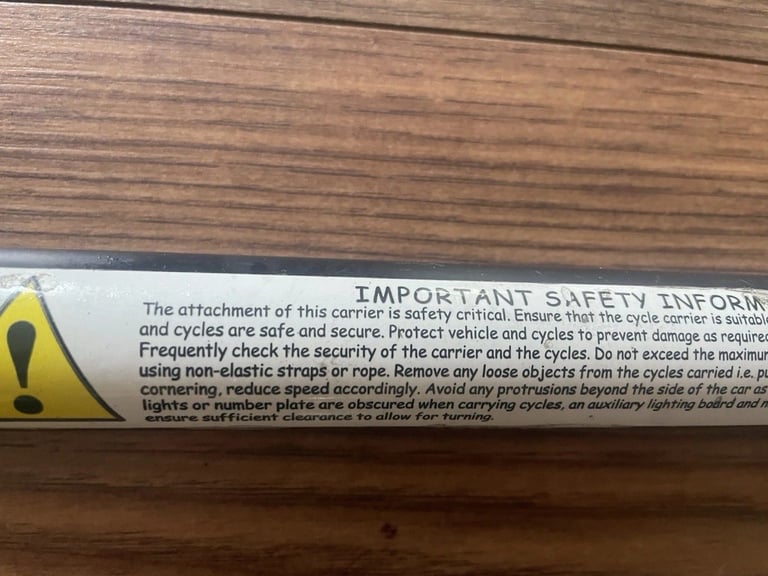 IMPORTANT SAFETY INFORM
The attachment of this carrier is safety critical. Ensure that the cycle carrier is suitable
and cycles are safe and secure. Protect vehicle and cycles to prevent damage as required
Frequently check the security of the carrier and the cycles. Do not exceed the maximum
using non-elastic straps or rope. Remove any loose objects from the cycles carried i.e. pu
cornering, reduce speed accordingly. Avoid any protrusions beyond the side of the car as
lights or number plate are obscured when carrying cycles, an auxiliary lighting board and n
ensure sufficient clearance to allow for turning.